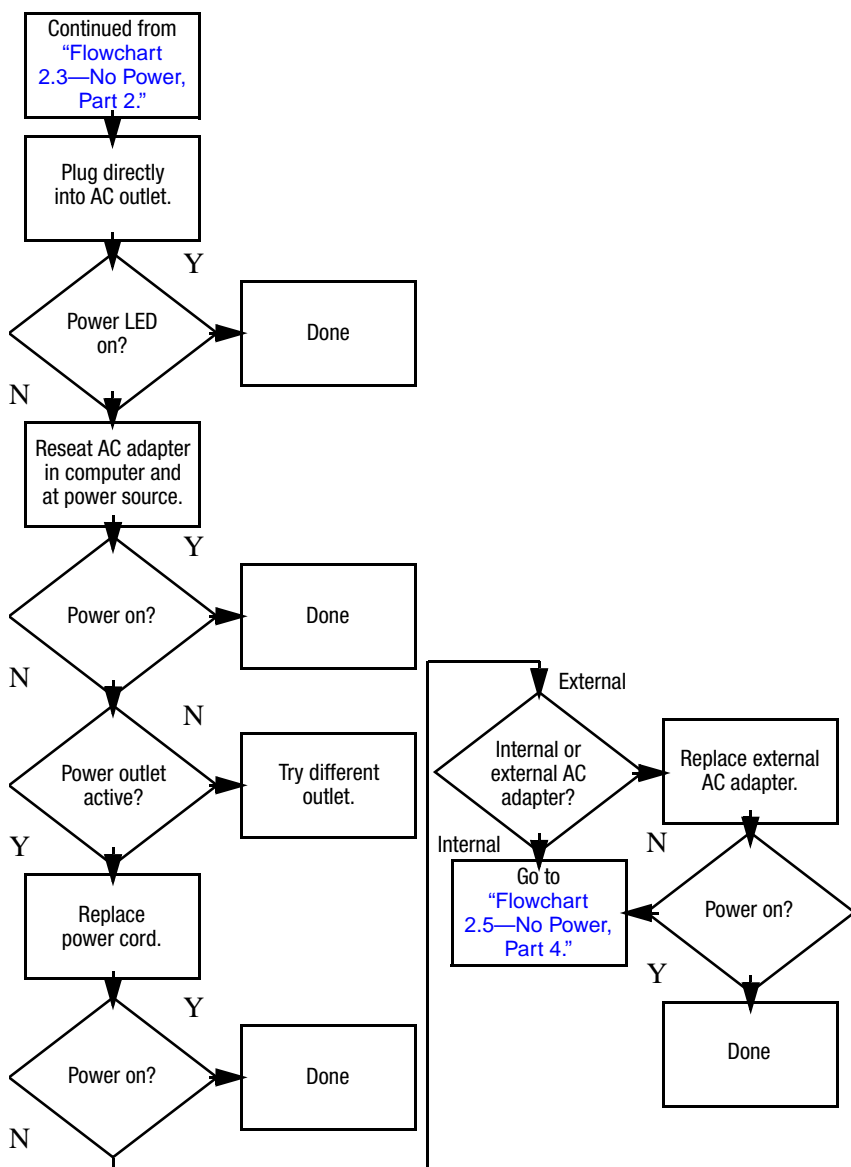 Continued from
“Flowchart
2.3—No Power,
Part 2.”
Plug directly
into AC outlet.
Y
Power LED
on?
Done
N
Reseat AC adapter
in computer and
at power source.
Y
Power on?
Done
N
N
Power outlet
active?
Try different
outlet.
Y
Replace
power cord.
Y
Power on?
Done
N
External
Internal or
external AC
adapter?
Replace external
AC adapter.
Internal
N
Go to
“Flowchart
2.5—No Power,
Part 4.”
Power on?
Y
Done